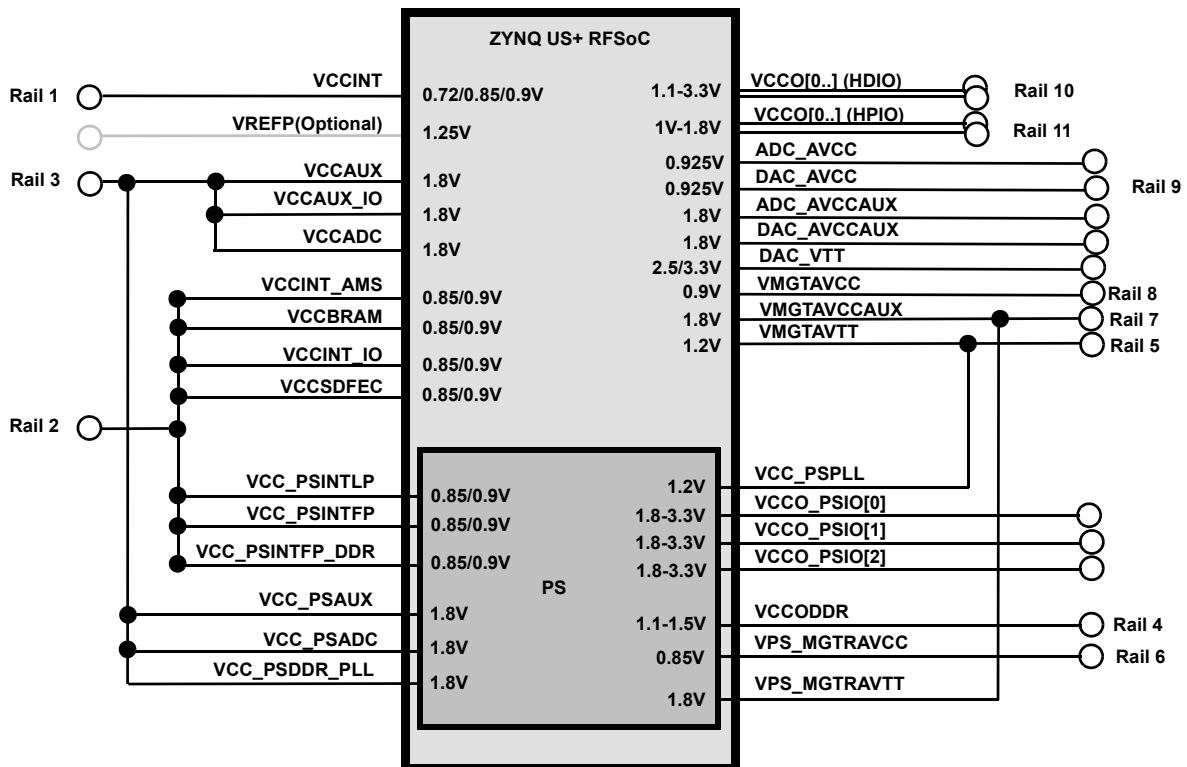 ZYNQ US+ RFSoC
Rail 1
VCCINT
0.72/0.85/0.9V
VREFP(Optional)
1.25V
Rail 3
VCCAUX
1.8V
VCCAUX_IO
1.8V
VCCADC
1.8V
VCCINT_AMS
0.85/0.9V
VCCBRAM
0.85/0.9V
VCCINT_IO
0.85/0.9V
VCCSDFEC
0.85/0.9V
Rail 2
VCC_PSINTLP
0.85/0.9V
VCC_PSINTFP
0.85/0.9V
VCC_PSINTFP_DDR
0.85/0.9V
PS
VCC_PSAUX
1.8V
VCC_PSADC
1.8V
VCC_PSDDR_PLL
1.8V
1.1-3.3V
VCCO[0..] (HDIO)
Rail 10
1V-1.8V
VCCO[0..] (HPIO)
Rail 11
0.925V
ADC_AVCC
0.925V
DAC_AVCC
Rail 9
1.8V
ADC_AVCCAUX
1.8V
DAC_AVCCAUX
2.5/3.3V
DAC_VTT
0.9V
VMGTAVCC
Rail 8
1.8V
VMGTAVCCAUX
Rail 7
1.2V
VMGTAVTT
Rail 5
1.2V
VCC_PSPLL
1.8-3.3V
VCCO_PSIO[0]
1.8-3.3V
VCCO_PSIO[1]
1.8-3.3V
VCCO_PSIO[2]
1.1-1.5V
VCCODDR
Rail 4
0.85V
VPS_MGTRAVCC
Rail 6
1.8V
VPS_MGTRAVTT